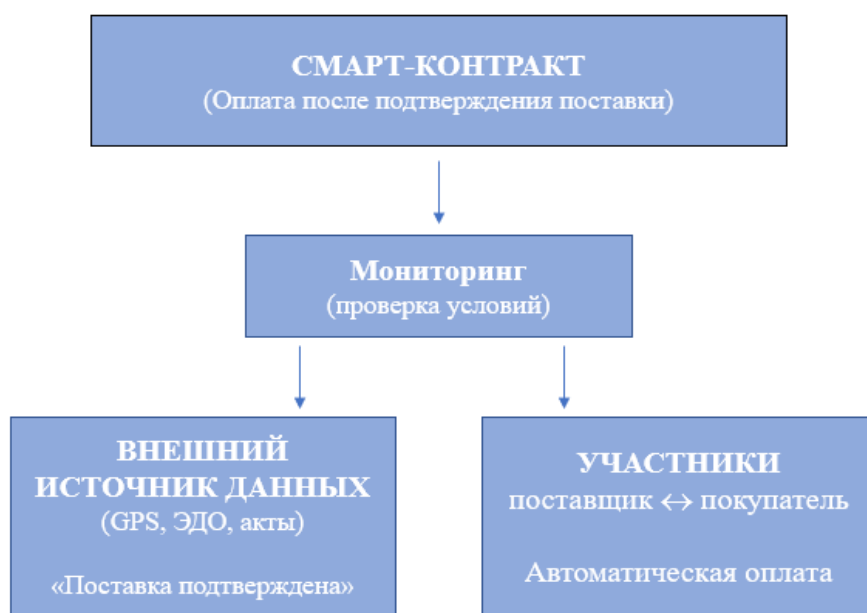 СМАРТ-КОНТРАКТ
(Оплата после подтверждения поставки)
Мониторинг
(проверка условий)
ВНЕШНИЙ
ИСТОЧНИК ДАННЫХ
(GPS, ЭДО, акты)
«Поставка подтверждена»
УЧАСТНИКИ
поставщик ↔ покупатель
Автоматическая оплата